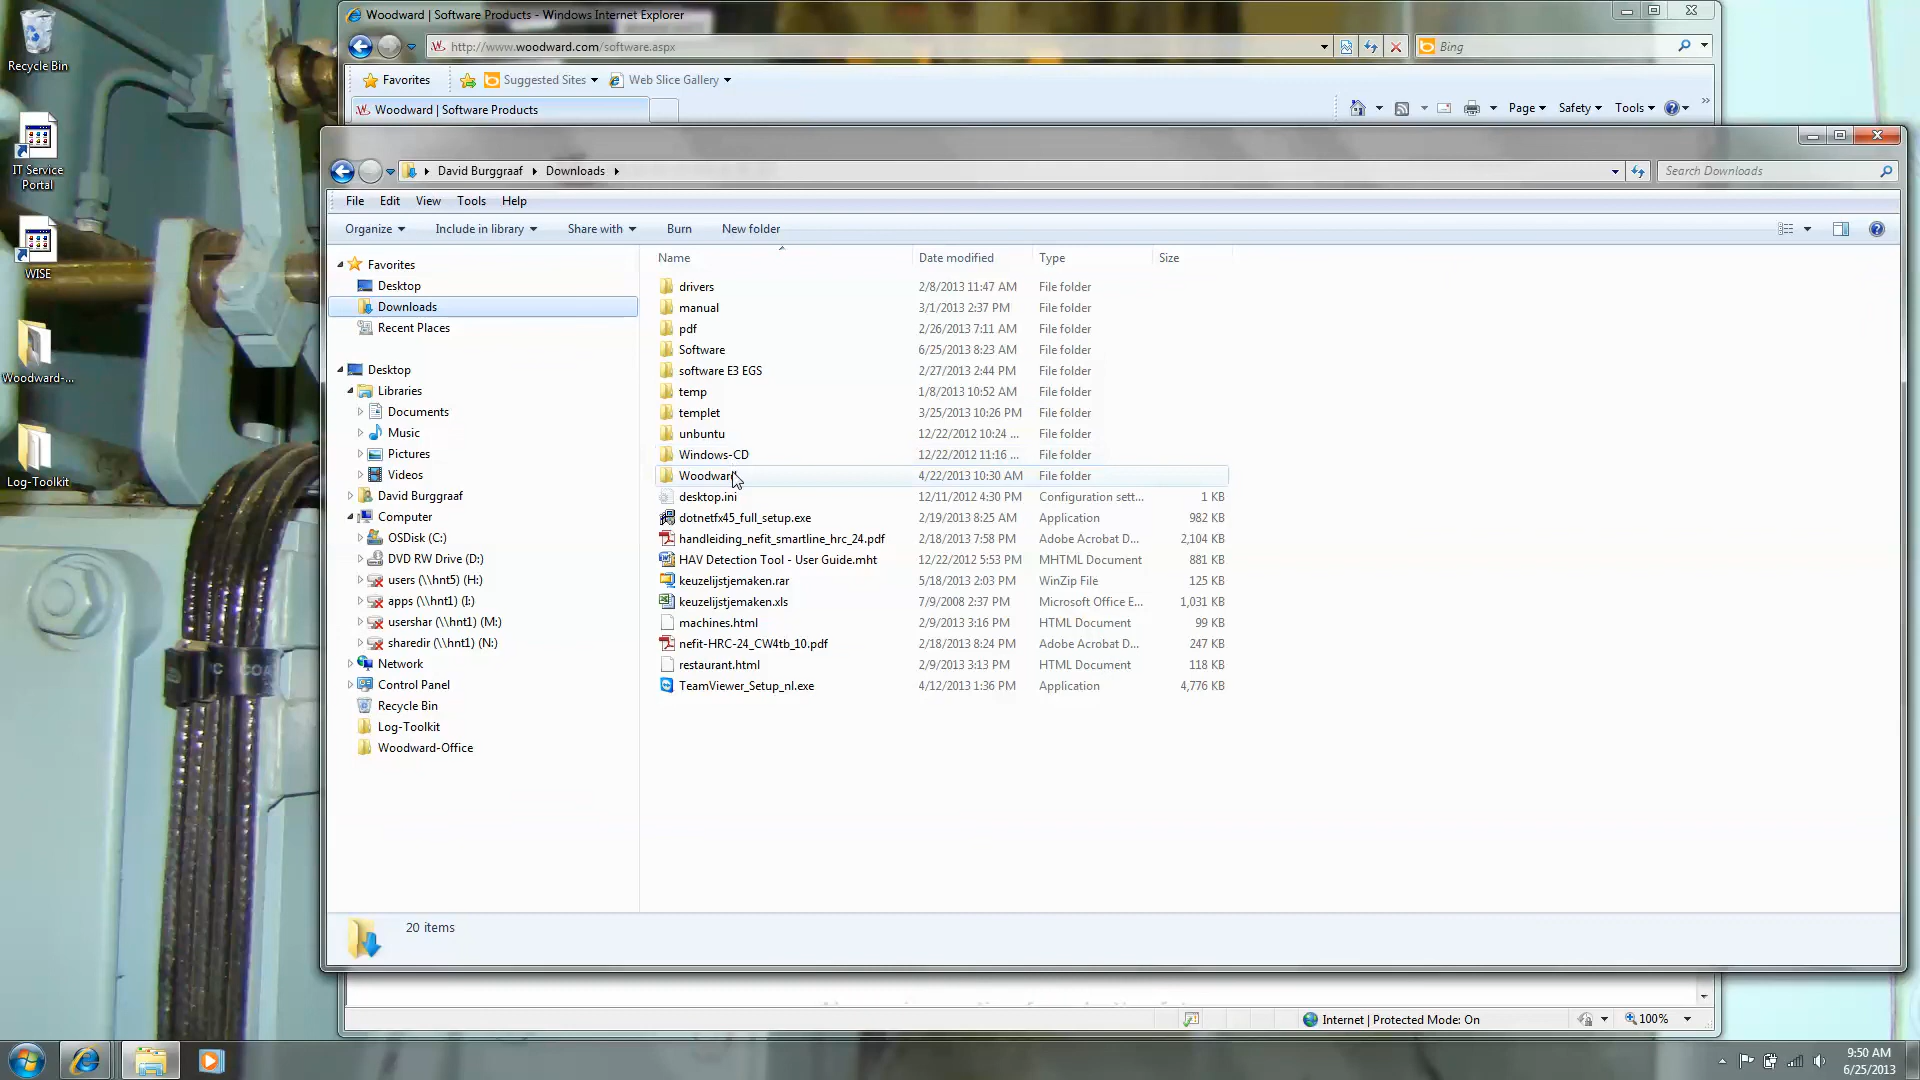 Recycle Bin
IT Service Portal
WISE
Woodward-...
Log-Toolkit
Woodward | Software Products - Windows Internet Explorer
http://www.woodward.com/software.aspx
Bing
Favorites
Suggested Sites
Web Slice Gallery
Woodward | Software Products
Page
Safety
Tools
David Burggraaf
Downloads
Search Downloads
File Edit View Tools Help
Organize
Include in library
Share with
Burn
New folder
Favorites
Desktop
Downloads
Recent Places
Desktop
Libraries
Documents
Music
Pictures
Videos
David Burggraaf
Computer
OSDisk (C:)
DVD RW Drive (D:)
users (\\hnt5) (H:)
apps (\\hnt1) (I:)
usershar (\\hnt1) (M:)
sharedir (\\hnt1) (N:)
Network
Control Panel
Recycle Bin
Log-Toolkit
Woodward-Office
Name Date modified Type Size
drivers 2/8/2013 11:47 AM File folder
manual 3/1/2013 2:37 PM File folder
pdf 2/26/2013 7:11 AM File folder
Software 6/25/2013 8:23 AM File folder
software E3 EGS 2/27/2013 2:44 PM File folder
temp 1/8/2013 10:52 AM File folder
templet 3/25/2013 10:26 PM File folder
unbuntu 12/22/2012 10:24 ... File folder
Windows-CD 12/22/2012 11:16 ... File folder
Woodward 4/22/2013 10:30 AM File folder
desktop.ini 12/11/2012 4:30 PM Configuration sett... 1 KB
dotnetfx45_full_setup.exe 2/19/2013 8:25 AM Application 982 KB
handleiding_nefit_smartline_hrc_24.pdf 2/18/2013 7:58 PM Adobe Acrobat D... 2,104 KB
HAV Detection Tool - User Guide.mht 12/22/2012 5:53 PM MHTML Document 881 KB
keuzelijstjemaken.rar 5/18/2013 2:03 PM WinZip File 125 KB
keuzelijstjemaken.xls 7/9/2008 2:37 PM Microsoft Office E... 1,031 KB
machines.html 2/9/2013 3:16 PM HTML Document 99 KB
nefit-HRC-24_CW4tb_10.pdf 2/18/2013 8:24 PM Adobe Acrobat D... 247 KB
restaurant.html 2/9/2013 3:13 PM HTML Document 118 KB
TeamViewer_Setup_nl.exe 4/12/2013 1:36 PM Application 4,776 KB
20 items
Internet | Protected Mode: On
100%
9:50 AM
6/25/2013